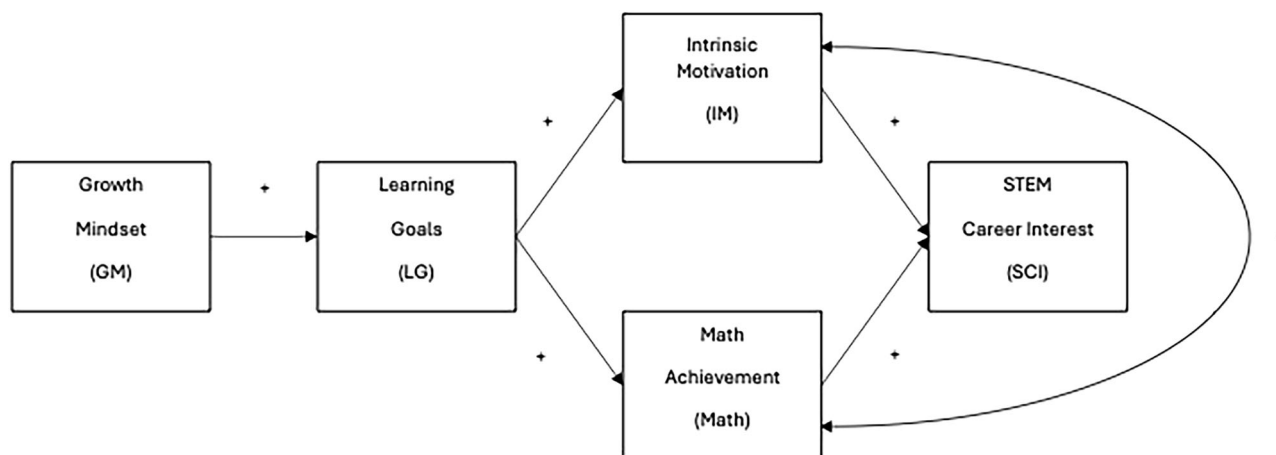 Intrinsic
Motivation
(IM)
+
+
Growth
Mindset
(GM)
+
Learning
Goals
(LG)
STEM
Career Interest
(SCI)
+
+
Math
Achievement
(Math)